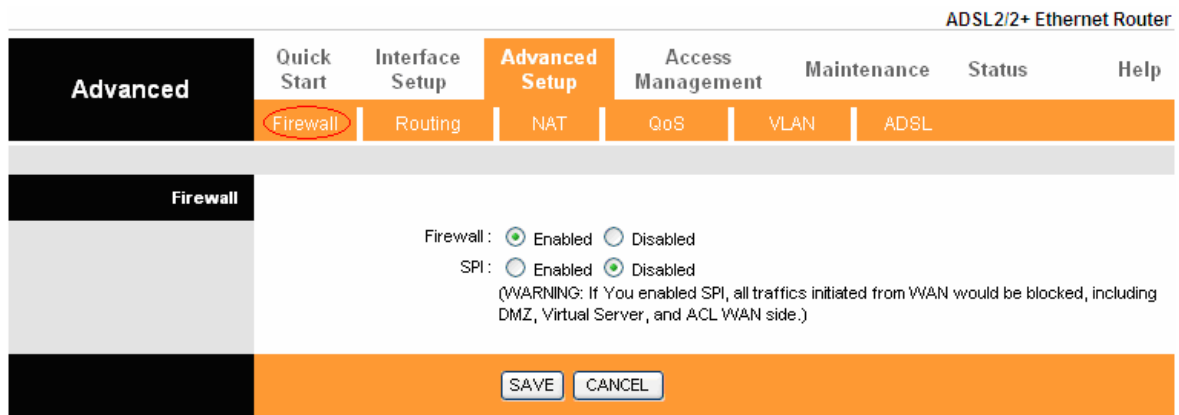 ADSL2/2+ Ethernet Router
Advanced
Quick Start
Interface Setup
Advanced Setup
Access Management
Maintenance
Status
Help
Firewall
Routing
NAT
QoS
VLAN
ADSL
Firewall
Firewall : Enabled Disabled
SPI : Enabled Disabled
(WARNING: If You enabled SPI, all traffics initiated from WAN would be blocked, including
DMZ, Virtual Server, and ACL WAN side.)
SAVE CANCEL